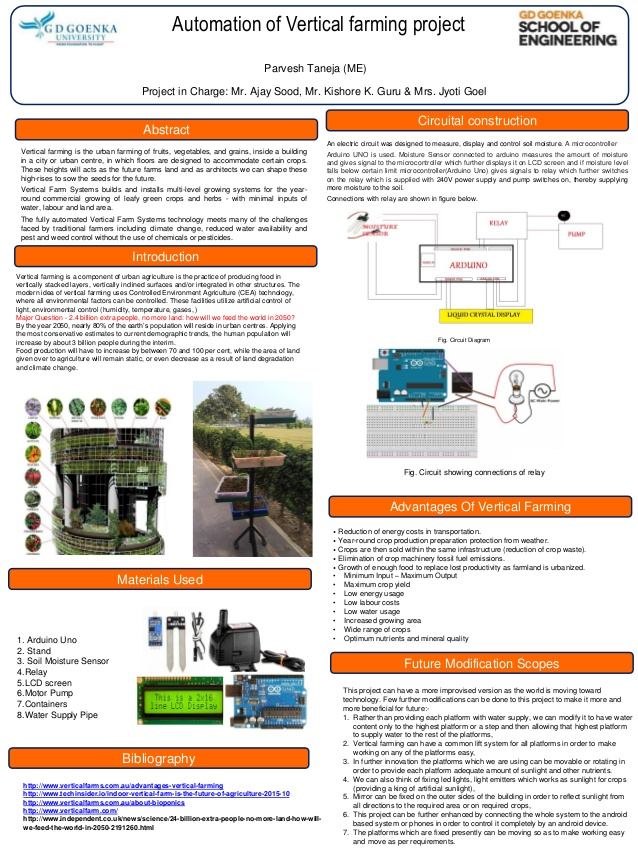 G D GOENKA
UNIVERSITY
Automation of Vertical farming project
GD GOENKA
SCHOOL OF
ENGINEERING
Parvesh Taneja (ME)
Project in Charge: Mr. Ajay Sood, Mr. Kishore K. Guru & Mrs. Jyoti Goel
Abstract
Vertical farming is the urban farming of fruits, vegetables, and grains, inside a building
in a city or urban centre, in which floors are designed to accommodate certain crops.
These heights will acts as the future farms land and as architects we can shape these
high-rises to sow the seeds for the future.
Vertical Farm Systems builds and installs multi-level growing systems for the year-
round commercial growing of leafy green crops and herbs - with minimal inputs of
water, labour and land area.
The fully automated Vertical Farm Systems technology meets many of the challenges
faced by traditional farmers including climate change, reduced water availability and
pest and weed control without the use of chemicals or pesticides.
Introduction
Vertical farming is a component of urban agriculture is the practice of producing food in
vertically stacked layers, vertically inclined surfaces and/or integrated in other structures. The
modern idea of vertical farming uses Controlled Environment Agriculture (CEA) technology,
where all environmental factors can be controlled. These facilities utilize artificial control of
light, environmental control (humidity, temperature, gases, )
Major Question - 2.4 billion extra people, no more land: how will we feed the world in 2050?
By the year 2050, nearly 80% of the earth's population will reside in urban centres. Applying
the most conservative estimates to current demographic trends, the human population will
increase by about 3 billion people during the interim.
Food production will have to increase by between 70 and 100 per cent, while the area of land
given over to agriculture will remain static, or even decrease as a result of land degradation
and climate change.
Materials Used
1. Arduino Uno
2. Stand
3. Soil Moisture Sensor
4.Relay
5.LCD screen
6.Motor Pump
7.Containers
8.Water Supply Pipe
This is a 2x16
line LCD Display
Bibliography
http://www.verticalfarms.com.au/advantages-vertical-farming
http://www.techinsider.io/indoor-vertical-farm-is-the-future-of-agriculture-2015-10
http://www.verticalfarms.com.au/about-bioponics
http://www.verticalfarm.com/
http://www.independent.co.uk/news/science/24-billion-extra-people-no-more-land-how-will-
we-feed-the-world-in-2050-2191260.html
Circuital construction
An electric circuit was designed to measure, display and control soil moisture. A microcontroller
Arduino UNO is used. Moisture Sensor connected to arduino measures the amount of moisture
and gives signal to the microcontroller which further displays it on LCD screen and if moisture level
falls below certain limit microcontroller(Arduino Uno) gives signals to relay which further switches
on the relay which is supplied with 240V power supply and pump switches on, thereby supplying
more moisture to the soil.
Connections with relay are shown in figure below.
MOISTURE
SENSOR
RELAY
AC
PUMP
ARDUINO
LIQUID CRYSTAL DISPLAY
Fig. Circuit Diagram
AC Main Power
Fig. Circuit showing connections of relay
Advantages Of Vertical Farming
• Reduction of energy costs in transportation.
• Year-round crop production preparation protection from weather.
• Crops are then sold within the same infrastructure (reduction of crop waste).
• Elimination of crop machinery fossil fuel emissions.
• Growth of enough food to replace lost productivity as farmland is urbanized.
• Minimum Input – Maximum Output
• Maximum crop yield
• Low energy usage
• Low labour costs
• Low water usage
• Increased growing area
• Wide range of crops
• Optimum nutrients and mineral quality
Future Modification Scopes
This project can have a more improvised version as the world is moving toward
technology. Few further modifications can be done to this project to make it more and
more beneficial for future:-
1. Rather than providing each platform with water supply, we can modify it to have water
content only to the highest platform or a step and then allowing that highest platform
to supply water to the rest of the platforms,
2. Vertical farming can have a common lift system for all platforms in order to make
working on any of the platforms easy,
3. In further innovation the platforms which we are using can be movable or rotating in
order to provide each platform adequate amount of sunlight and other nutrients.
4. We can also think of fixing led lights, light emitters which works as sunlight for crops
(providing a king of artificial sunlight),
5. Mirror can be fixed on the outer sides of the building in order to reflect sunlight from
all directions to the required area or on required crops,
6. This project can further be enhanced by connecting the whole system to the android
based system or phones in order to control it completely by an android device.
7. The platforms which are fixed presently can be moving so as to make working easy
and move as per requirements.